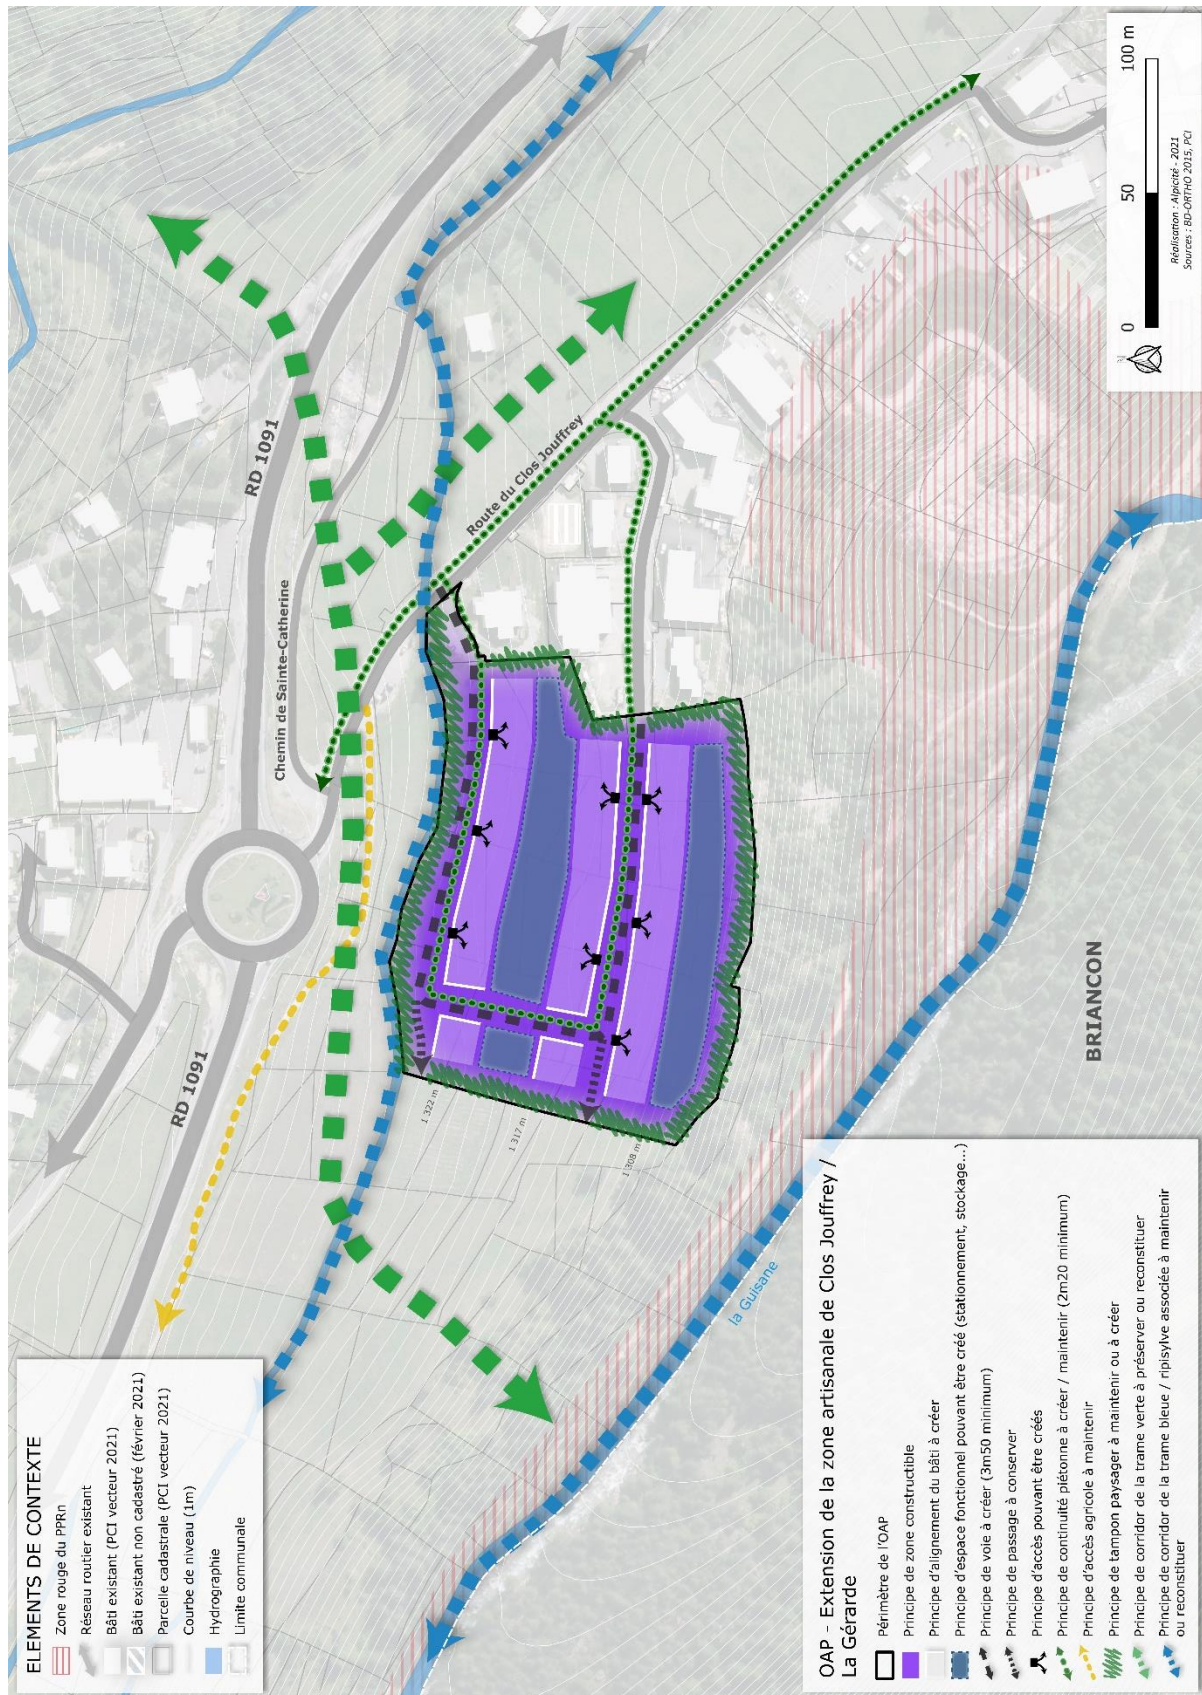 ELEMENTS DE CONTEXTE
Zone rouge du PPRn
Réseau routier existant
Bâti existant (PCI vecteur 2021)
Bâti existant non cadastré (février 2021)
Parcelle cadastrale (PCI vecteur 2021)
Courbe de niveau (1m)
Hydrographie
Limite communale
RD 1091
RD 1091
Chemin de Sainte-Catherine
Route du Clos Jouffrey
1 322 m
1 317 m
1 308 m
la Guisane
BRIANCON
OAP - Extension de la zone artisanale de Clos Jouffrey /
La Gérarde
Périmètre de l'OAP
Principe de zone constructible
Principe d'alignement du bâti à créer
Principe d'espace fonctionnel pouvant être créé (stationnement, stockage...)
Principe de voie à créer (3m50 minimum)
Principe de passage à conserver
Principe d'accès pouvant être créés
Principe de continuité piétonne à créer / maintenir (2m20 minimum)
Principe d'accès agricole à maintenir
Principe de tampon paysager à maintenir ou à créer
Principe de corridor de la trame verte à préserver ou reconstituer
Principe de corridor de la trame bleue / ripisylve associée à maintenir
ou reconstituer
0 50 100 m
Réalisation : Alpicité - 2021
Sources : BD-ORTHO 2015, PCI